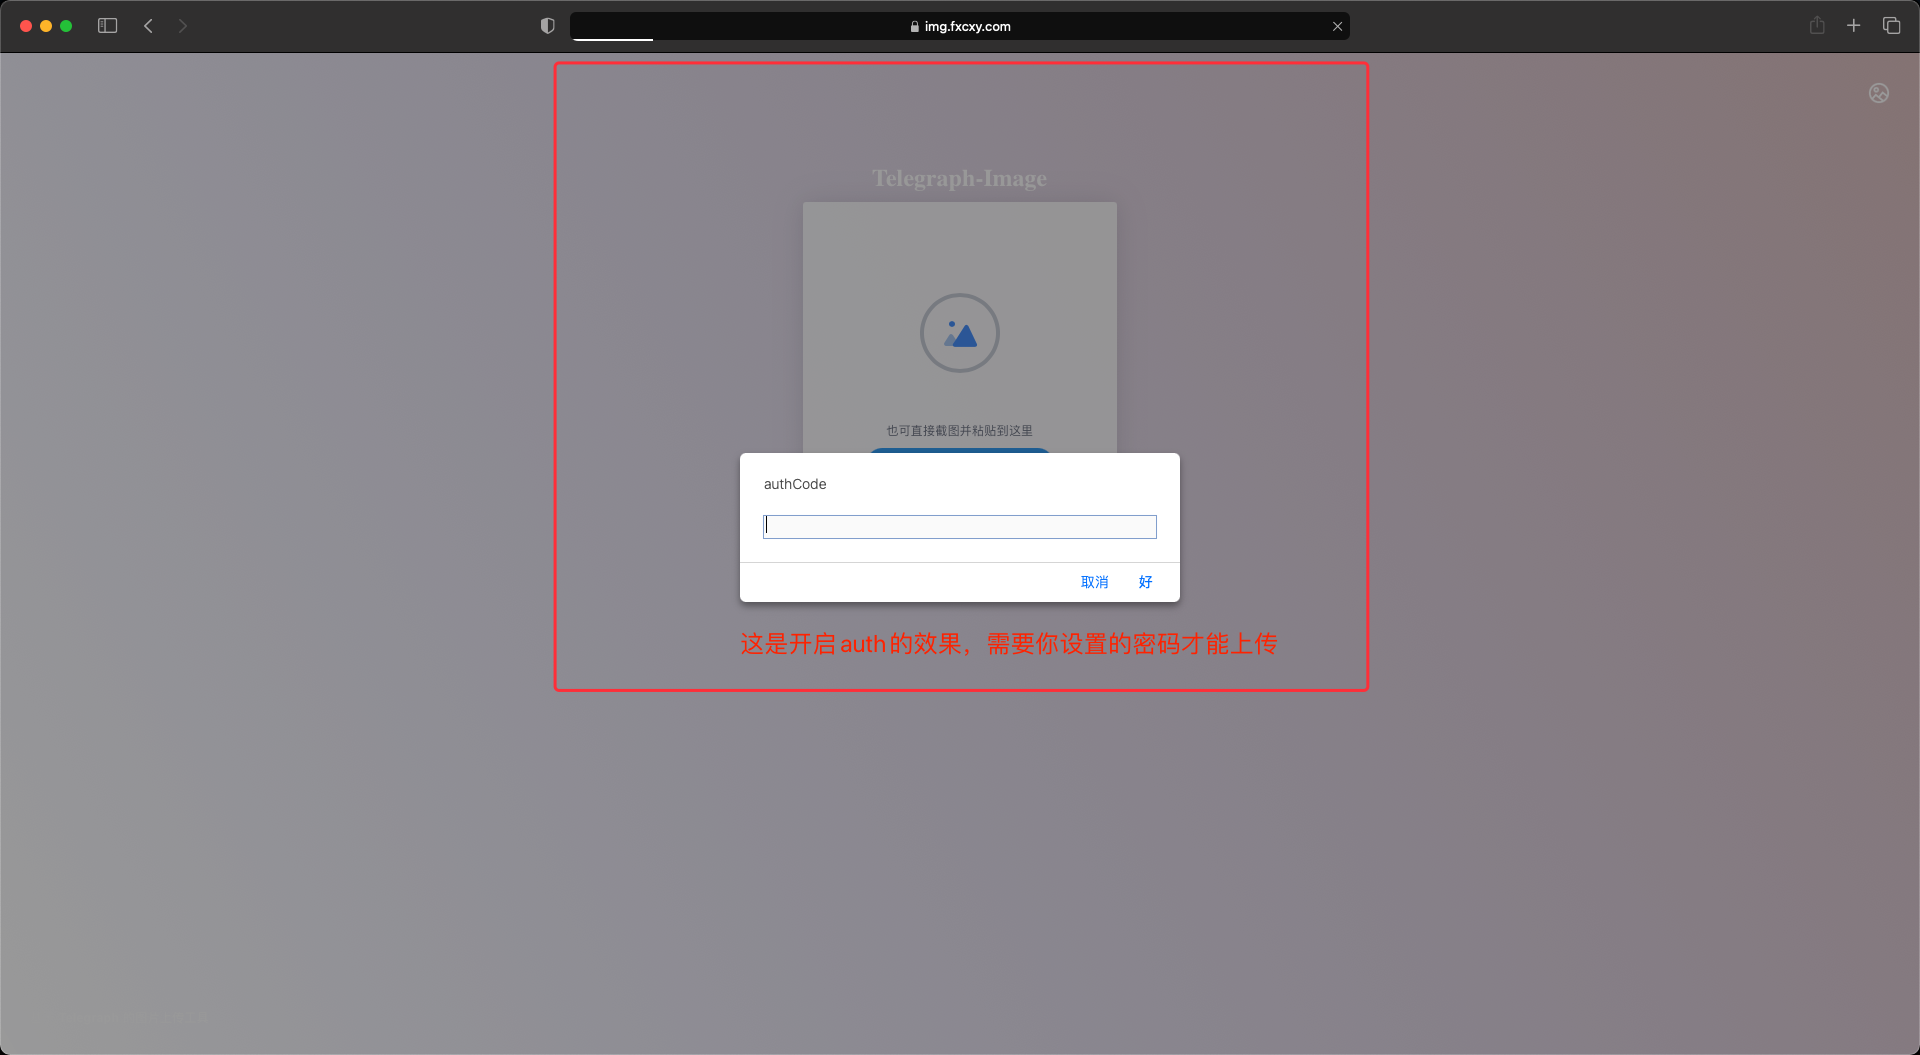 img.fxcxy.com
Telegraph-Image
也可直接截图并粘贴到这里
authCode
取消 好
这是开启auth的效果，需要你设置的密码才能上传